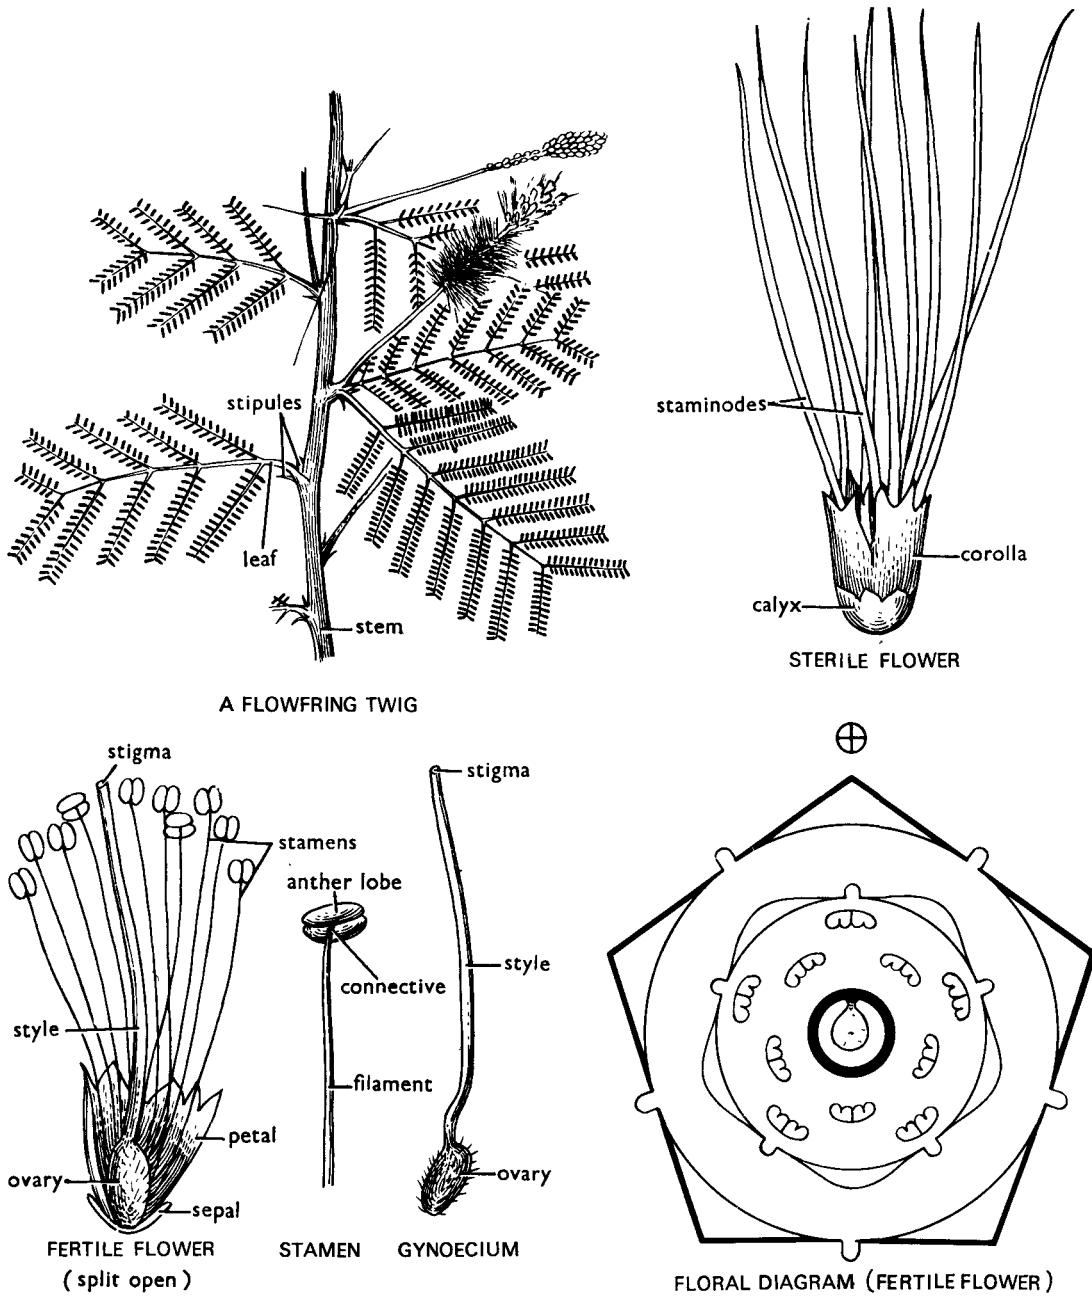 stipules
leaf
stem
A FLOWFRING TWIG
staminodes
corolla
calyx
STERILE FLOWER
stigma
stamens
style
petal
ovary
sepal
FERTILE FLOWER
( split open )
anther lobe
connective
filament
STAMEN
stigma
style
ovary
GYNOECIUM
FLORAL DIAGRAM ( FERTILE FLOWER )